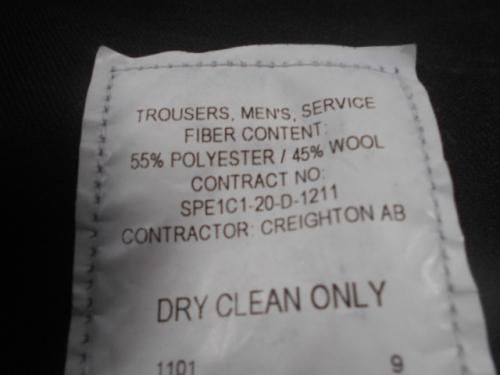 TROUSERS, MEN'S, SERVICE
FIBER CONTENT:
55% POLYESTER / 45% WOOL
CONTRACT NO:
SPE1C1-20-D-1211
CONTRACTOR: CREIGHTON AB
DRY CLEAN ONLY
1101 9